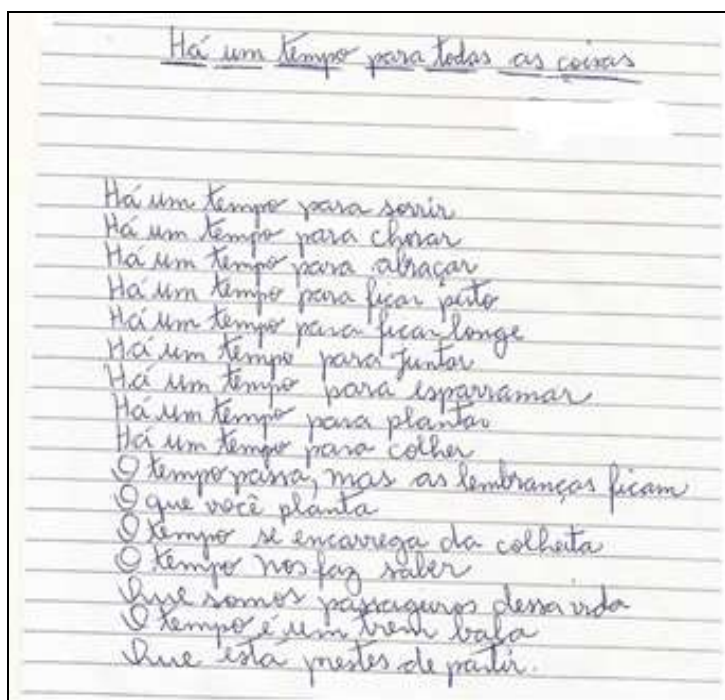 Há um tempo para todas as coisas
Há um tempo para sorrir
Há um tempo para chorar
Há um tempo para abraçar
Há um tempo para ficar perto
Há um tempo para ficar longe
Há um tempo para juntar
Há um tempo para esparramar
Há um tempo para plantar
Há um tempo para colher
O tempo passa, mas as lembranças ficam
O que você planta
O tempo se encarrega da colheita
O tempo nos faz saber
Que somos passageiros dessa vida
O tempo é um trem bala
Que está prestes de partir.